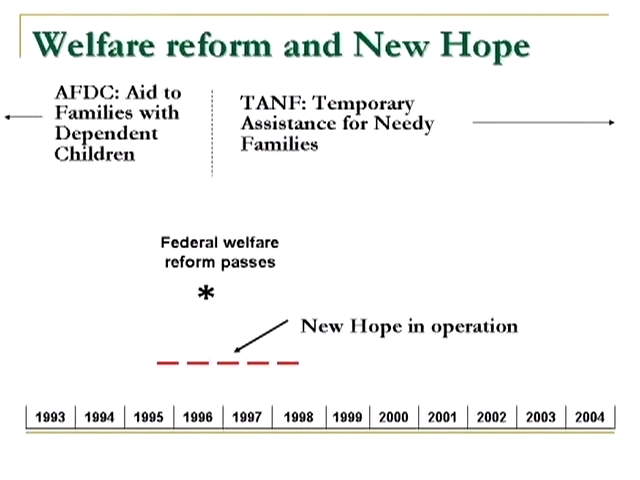 Welfare reform and New Hope
AFDC: Aid to
Families with
Dependent
Children
TANF: Temporary
Assistance for Needy
Families
Federal welfare
reform passes
*
New Hope in operation
1993 1994 1995 1996 1997 1998 1999 2000 2001 2002 2003 2004